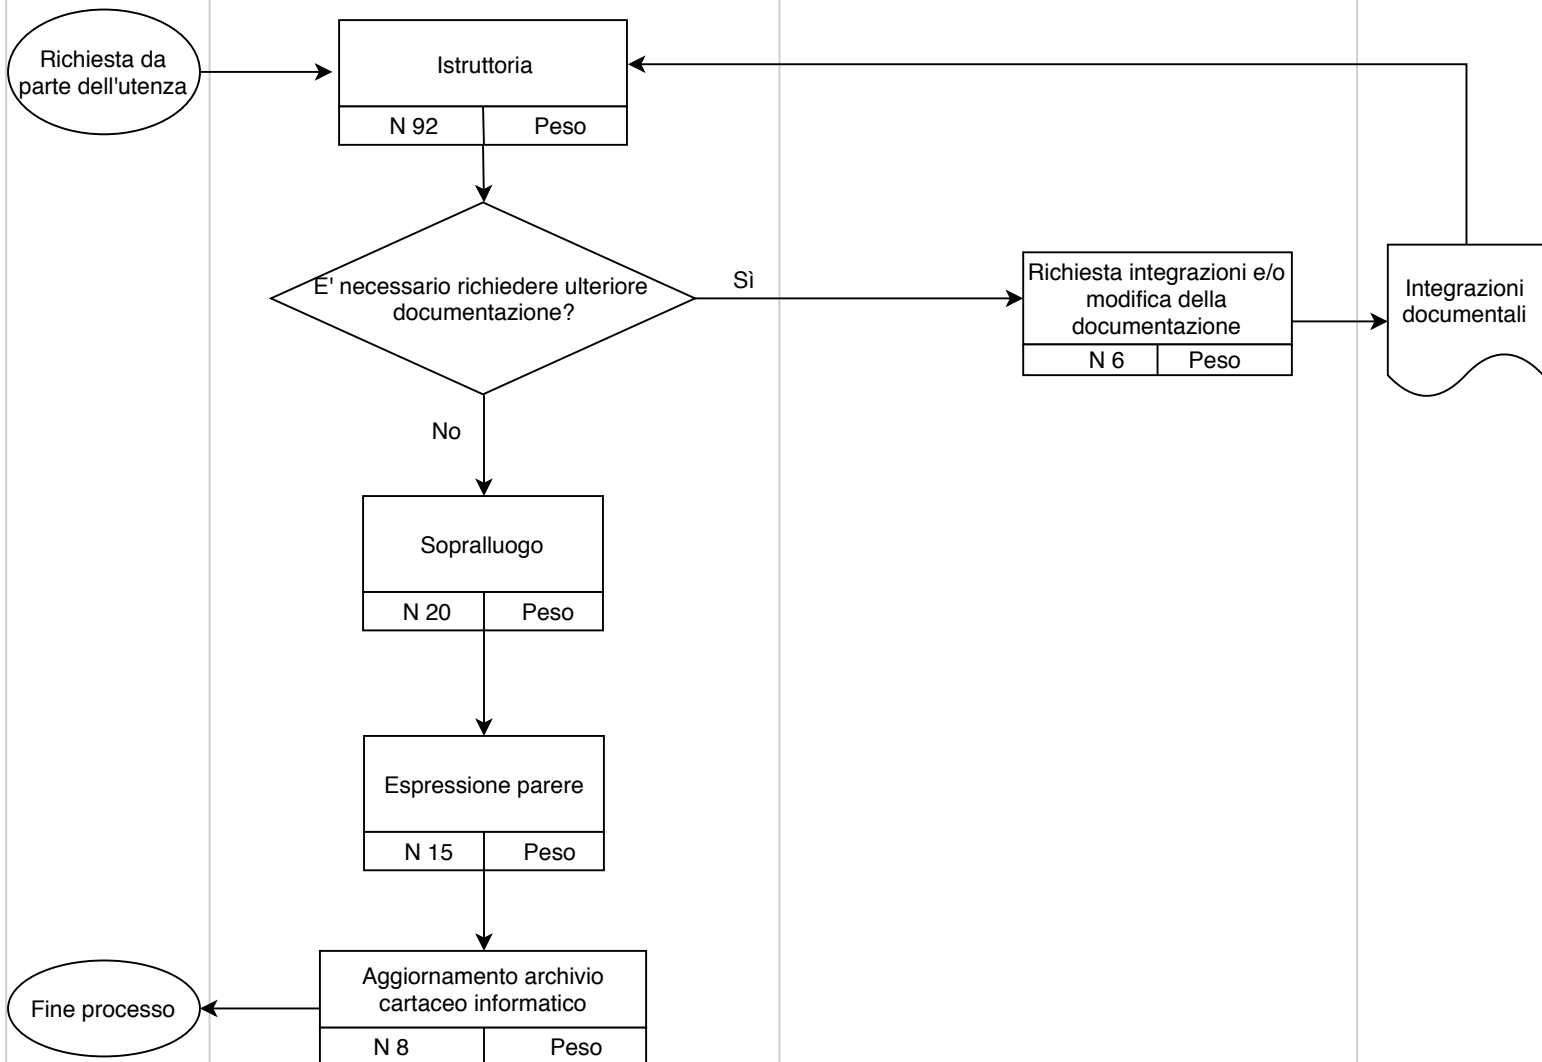 Richiesta da
parte dell'utenza
Istruttoria
N 92
Peso
E' necessario richiedere ulteriore
documentazione?
Sì
Richiesta integrazioni e/o
modifica della
documentazione
N 6
Peso
Integrazioni
documentali
No
Sopralluogo
N 20
Peso
Espressione parere
N 15
Peso
Aggiornamento archivio
cartaceo informatico
N 8
Peso
Fine processo